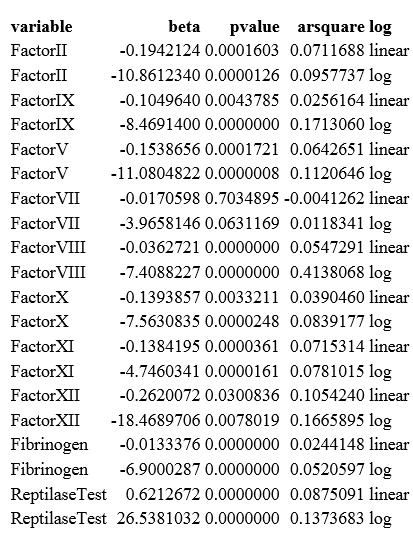 variable beta pvalue arsquare log
FactorII -0.1942124 0.0001603 0.0711688 linear
FactorII -10.8612340 0.0000126 0.0957737 log
FactorIX -0.1049640 0.0043785 0.0256164 linear
FactorIX -8.4691400 0.0000000 0.1713060 log
FactorV -0.1538656 0.0001721 0.0642651 linear
FactorV -11.0804822 0.0000008 0.1120646 log
FactorVII -0.0170598 0.7034895 -0.0041262 linear
FactorVII -3.9658146 0.0631169 0.0118341 log
FactorVIII -0.0362721 0.0000000 0.0547291 linear
FactorVIII -7.4088227 0.0000000 0.4138068 log
FactorX -0.1393857 0.0033211 0.0390460 linear
FactorX -7.5630835 0.0000248 0.0839177 log
FactorXI -0.1384195 0.0000361 0.0715314 linear
FactorXI -4.7460341 0.0000161 0.0781015 log
FactorXII -0.2620072 0.0300836 0.1054240 linear
FactorXII -18.4689706 0.0078019 0.1665895 log
Fibrinogen -0.0133376 0.0000000 0.0244148 linear
Fibrinogen -6.9000287 0.0000000 0.0520597 log
ReptilaseTest 0.6212672 0.0000000 0.0875091 linear
ReptilaseTest 26.5381032 0.0000000 0.1373683 log